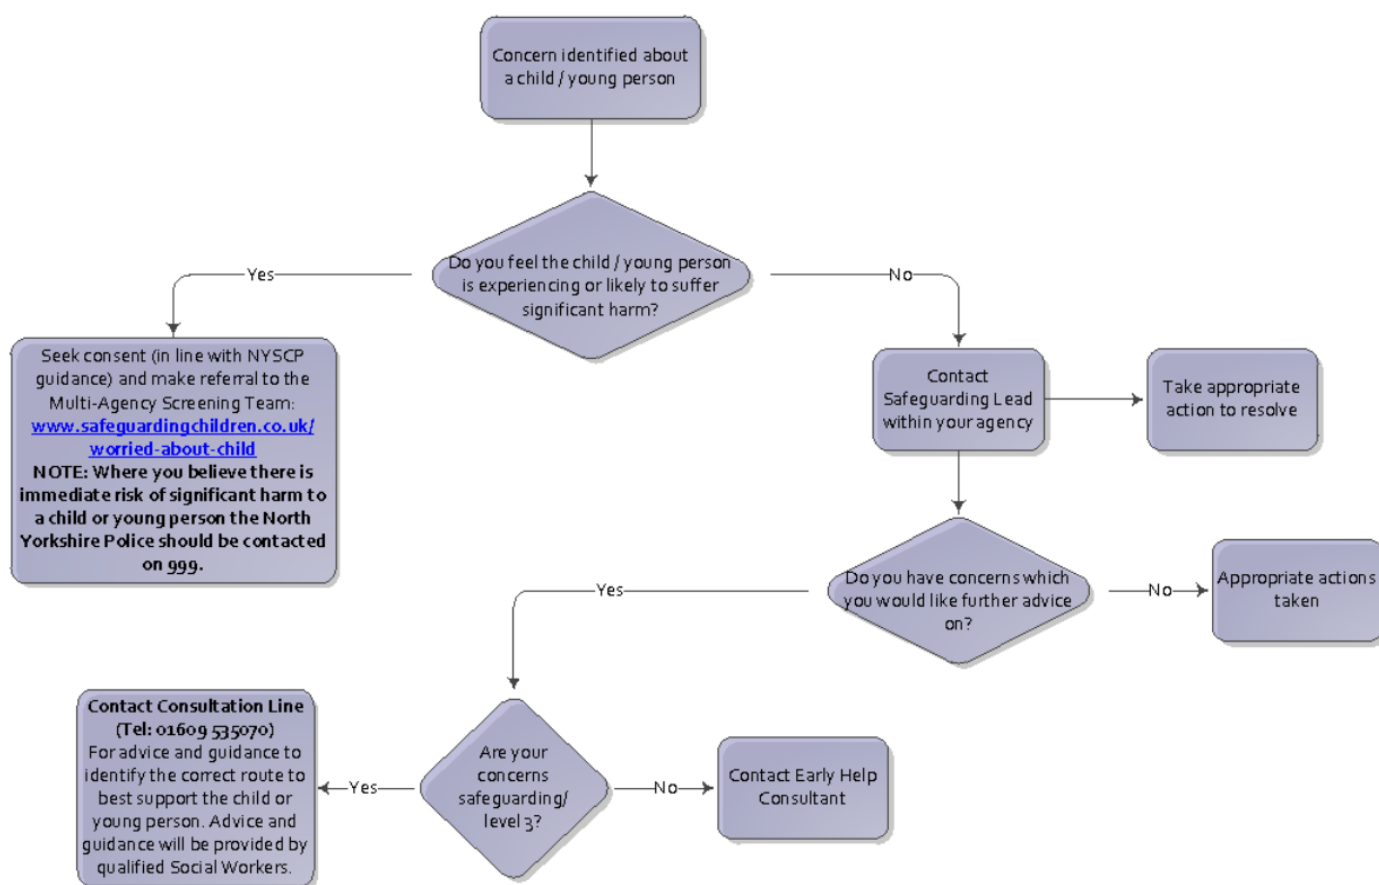 Concern identified about
a child / young person
Do you feel the child / young person
is experiencing or likely to suffer
significant harm?
Yes
No
Seek consent (in line with NYSCP
guidance) and make referral to the
Multi-Agency Screening Team:
www.safeguardingchildren.co.uk/
worried-about-child
NOTE: Where you believe there is
immediate risk of significant harm to
a child or young person the North
Yorkshire Police should be contacted
on 999.
Contact
Safeguarding Lead
within your agency
Take appropriate
action to resolve
Do you have concerns which
you would like further advice
on?
Yes
No
Appropriate actions
taken
Are your
concerns
safeguarding/
level 3?
Yes
No
Contact Consultation Line
(Tel: 01609 535070)
For advice and guidance to
identify the correct route to
best support the child or
young person. Advice and
guidance will be provided by
qualified Social Workers.
Contact Early Help
Consultant